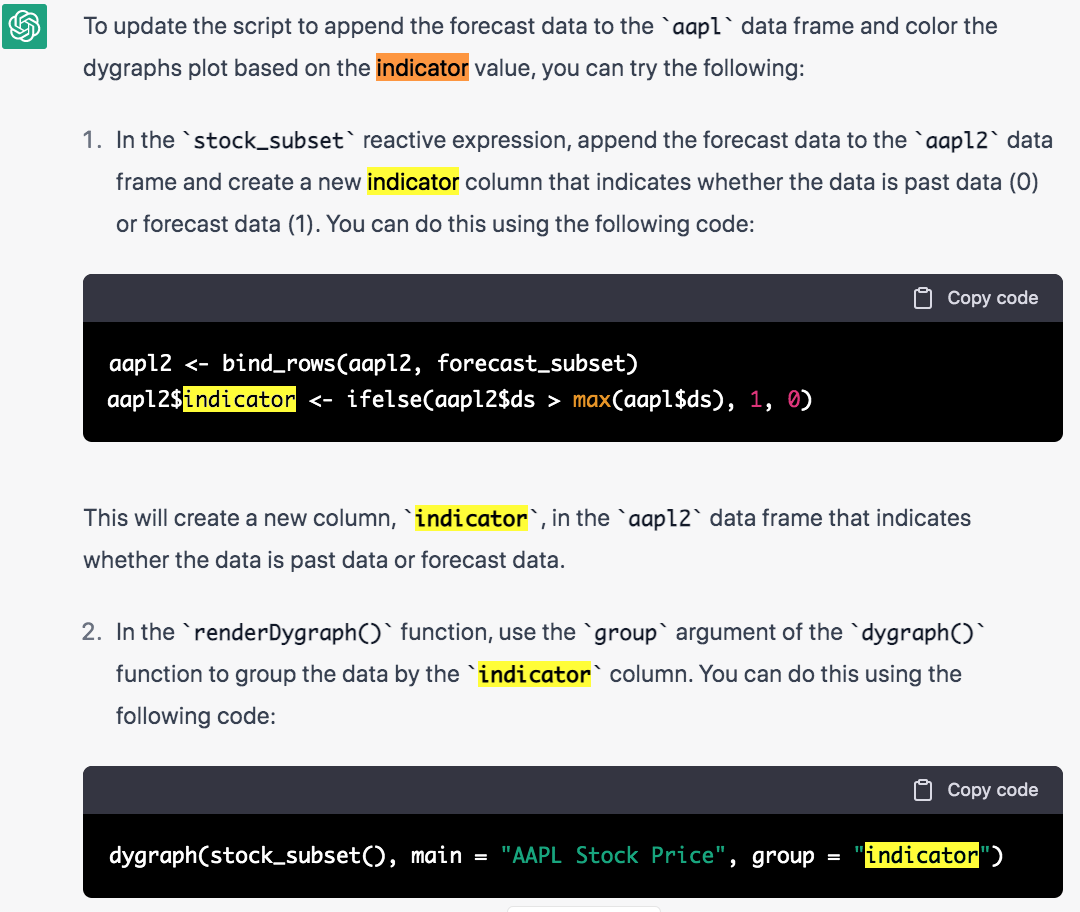 To update the script to append the forecast data to the `aapl` data frame and color the
dygraphs plot based on the indicator value, you can try the following:
1. In the `stock_subset` reactive expression, append the forecast data to the `aapl2` data
frame and create a new indicator column that indicates whether the data is past data (0)
or forecast data (1). You can do this using the following code:
Copy code
aapl2 <- bind_rows(aapl2, forecast_subset)
aapl2$indicator <- ifelse(aapl2$ds > max(aapl$ds), 1, 0)
This will create a new column, `indicator`, in the `aapl2` data frame that indicates
whether the data is past data or forecast data.
2. In the `renderDygraph()` function, use the `group` argument of the `dygraph()`
function to group the data by the `indicator` column. You can do this using the
following code:
Copy code
dygraph(stock_subset(), main = "AAPL Stock Price", group = "indicator")